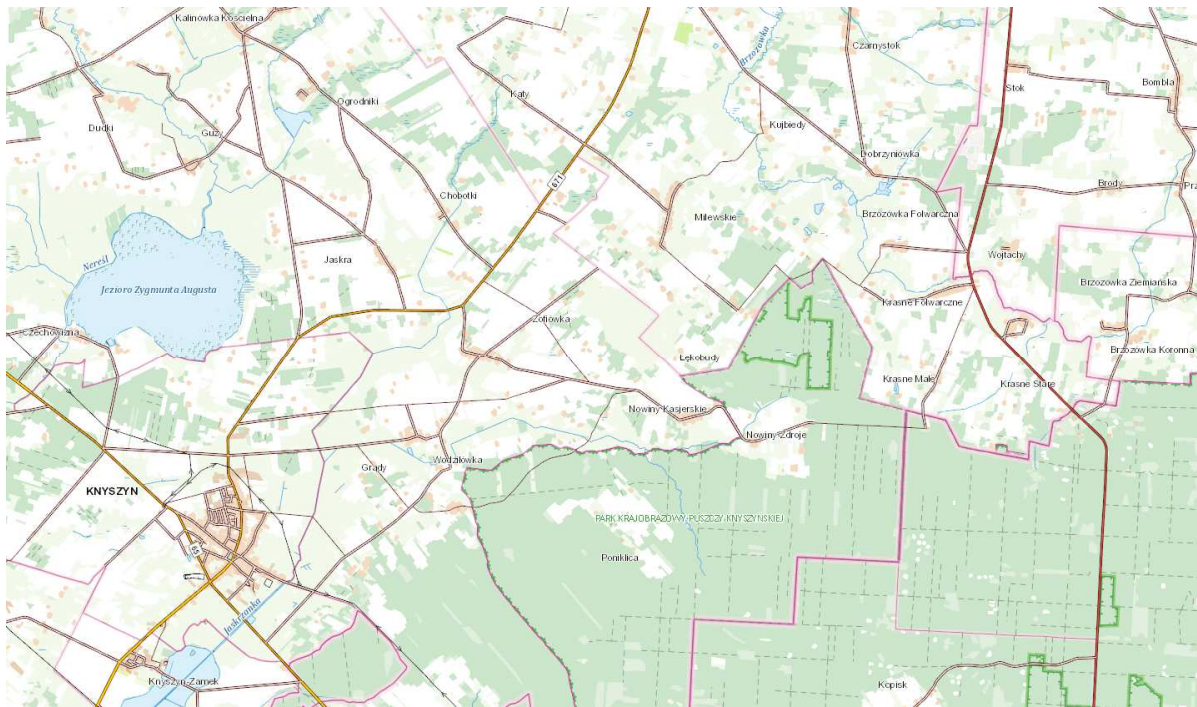 Kalinówka Kościelna
Brzozówka
Czarnystok
Bombla
Stok
Ogrodniki
Kąty
Dudki
Guzy
Kujbiedy
Dobrzyniówka
671
Brody
Chobotki
Milewskie
Brzozówka Folwarczna
Nereśl
Jaskra
Wojtachy
Jezioro Zygmunta Augusta
Brzozówka Ziemiańska
Krasne Folwarczne
Czechowizna
Zofiówka
Brzozówka Koronna
Łękobudy
Krasne Małe
Krasne Stare
Nowiny Kasjerskie
Nowiny-Zdroje
Wodziłówka
Grądy
KNYSZYN
PARK KRAJOBRAZOWY PUSZCZY KNYSZYŃSKIEJ
65
Poniklica
Jaskrzanka
Knyszyn-Zamek
Kopisk